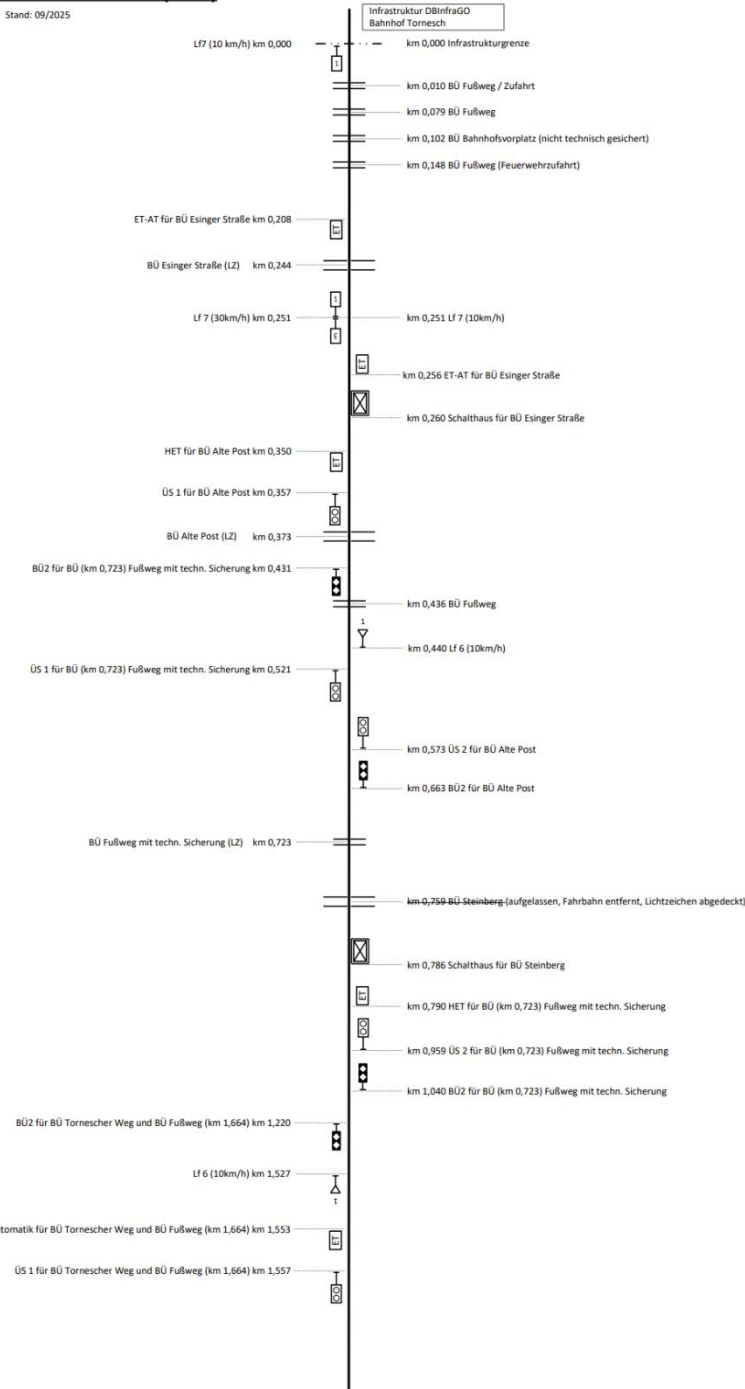 Stand: 09/2025
Infrastruktur DBInfraGO
Bahnhof Tornesch
Lf7 (10 km/h) km 0,000
km 0,000 Infrastrukturgrenze
1
km 0,010 BÜ Fußweg / Zufahrt
km 0,079 BÜ Fußweg
km 0,102 BÜ Bahnhofsvorplatz (nicht technisch gesichert)
km 0,148 BÜ Fußweg (Feuerwehrzufahrt)
ET-AT für BÜ Esinger Straße km 0,208
ET
BÜ Esinger Straße (LZ) km 0,244
1
Lf 7 (30km/h) km 0,251
km 0,251 Lf 7 (10km/h)
3
ET
km 0,256 ET-AT für BÜ Esinger Straße
km 0,260 Schalthaus für BÜ Esinger Straße
HET für BÜ Alte Post km 0,350
ET
ÜS 1 für BÜ Alte Post km 0,357
BÜ Alte Post (LZ) km 0,373
BÜ2 für BÜ (km 0,723) Fußweg mit techn. Sicherung km 0,431
km 0,436 BÜ Fußweg
1
km 0,440 Lf 6 (10km/h)
ÜS 1 für BÜ (km 0,723) Fußweg mit techn. Sicherung km 0,521
km 0,573 ÜS 2 für BÜ Alte Post
km 0,663 BÜ2 für BÜ Alte Post
BÜ Fußweg mit techn. Sicherung (LZ) km 0,723
km 0,759 BÜ Steinberg (aufgelassen, Fahrbahn entfernt, Lichtzeichen abgedeckt)
km 0,786 Schalthaus für BÜ Steinberg
ET
km 0,790 HET für BÜ (km 0,723) Fußweg mit techn. Sicherung
km 0,959 ÜS 2 für BÜ (km 0,723) Fußweg mit techn. Sicherung
km 1,040 BÜ2 für BÜ (km 0,723) Fußweg mit techn. Sicherung
BÜ2 für BÜ Tornescher Weg und BÜ Fußweg (km 1,664) km 1,220
Lf 6 (10km/h) km 1,527
1
tomatik für BÜ Tornescher Weg und BÜ Fußweg (km 1,664) km 1,553
ET
ÜS 1 für BÜ Tornescher Weg und BÜ Fußweg (km 1,664) km 1,557